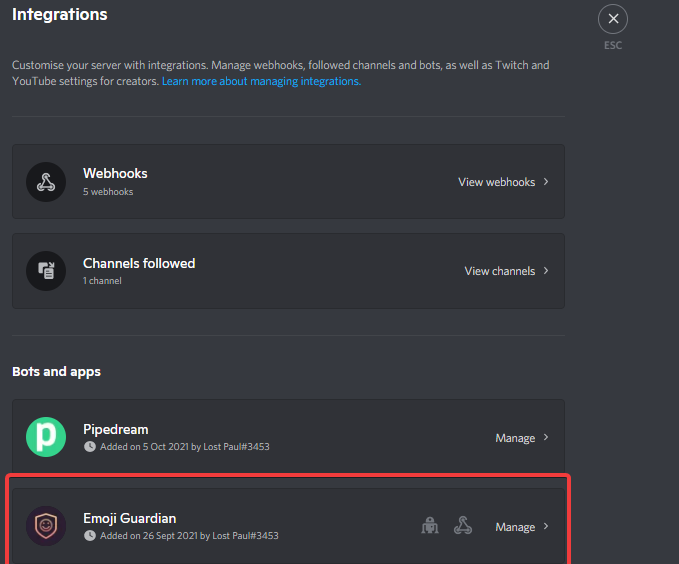 Integrations
ESC
Customise your server with integrations. Manage webhooks, followed channels and bots, as well as Twitch and
YouTube settings for creators. Learn more about managing integrations.
Webhooks
5 webhooks
View webhooks
Channels followed
1 channel
View channels
Bots and apps
Pipedream
Added on 5 Oct 2021 by Lost Paul#3453
Manage
Emoji Guardian
Added on 26 Sept 2021 by Lost Paul#3453
Manage